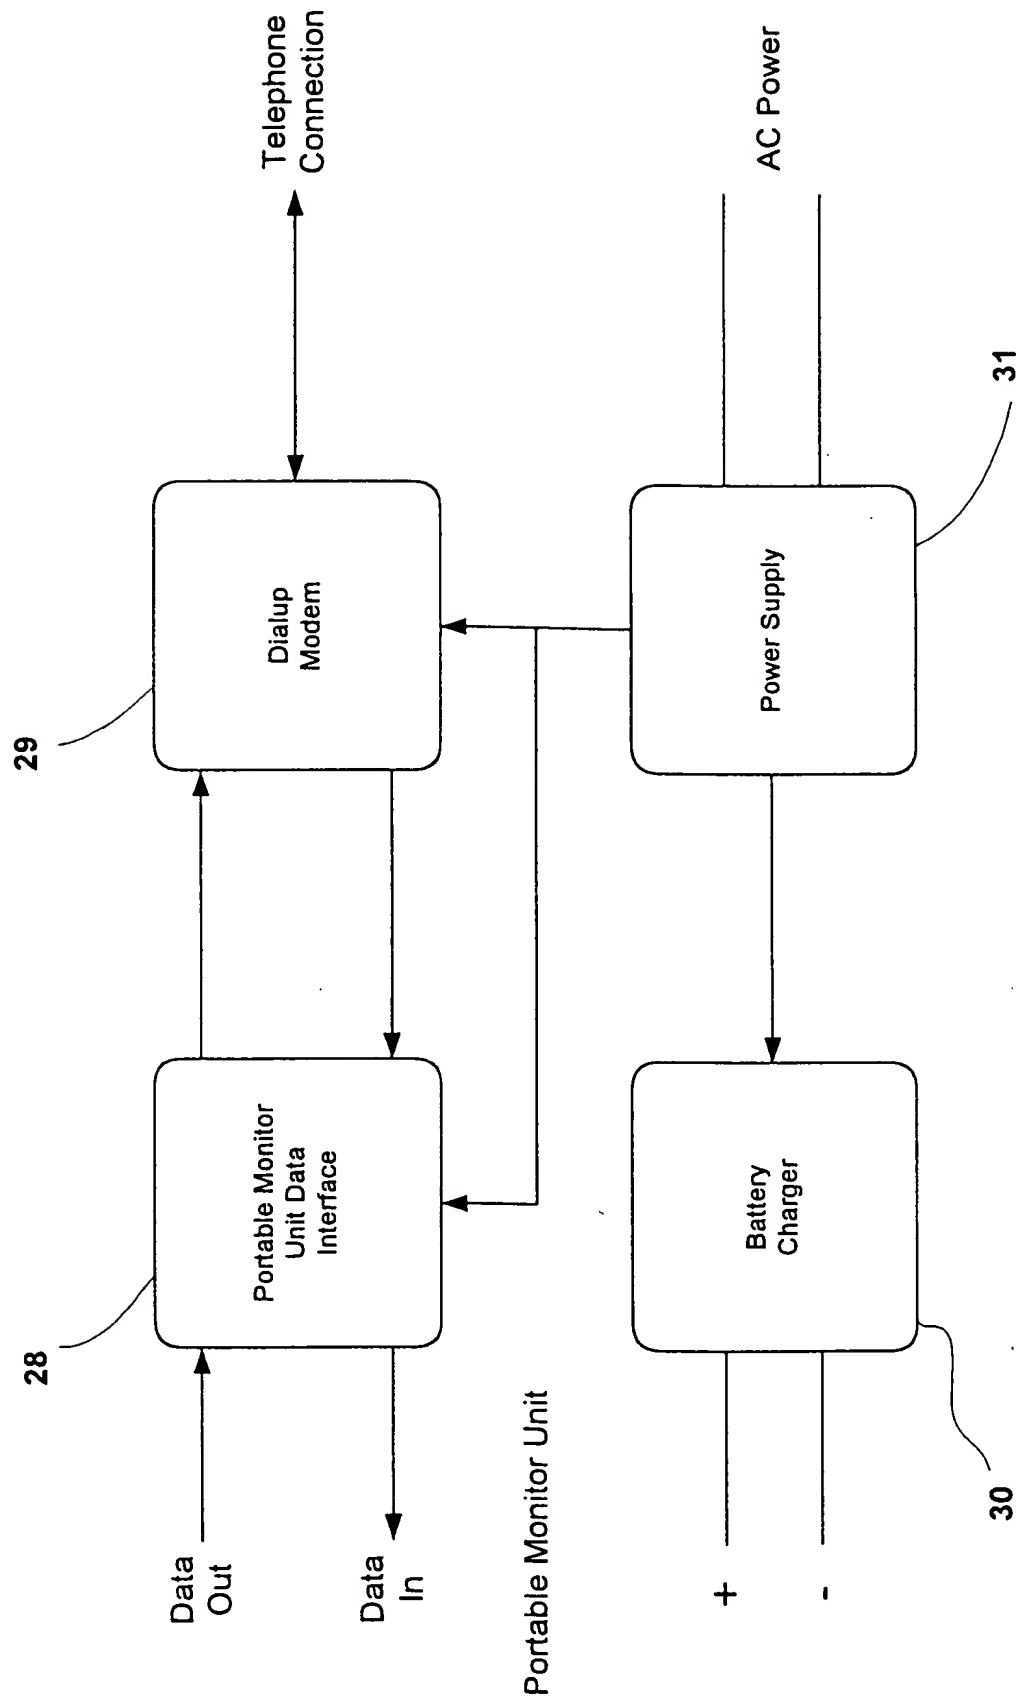 28
29
Data
Out
Portable Monitor
Unit Data
Interface
Dialup
Modem
Telephone
Connection
Data
In
Portable Monitor Unit
+
-
Battery
Charger
Power Supply
AC Power
30
31